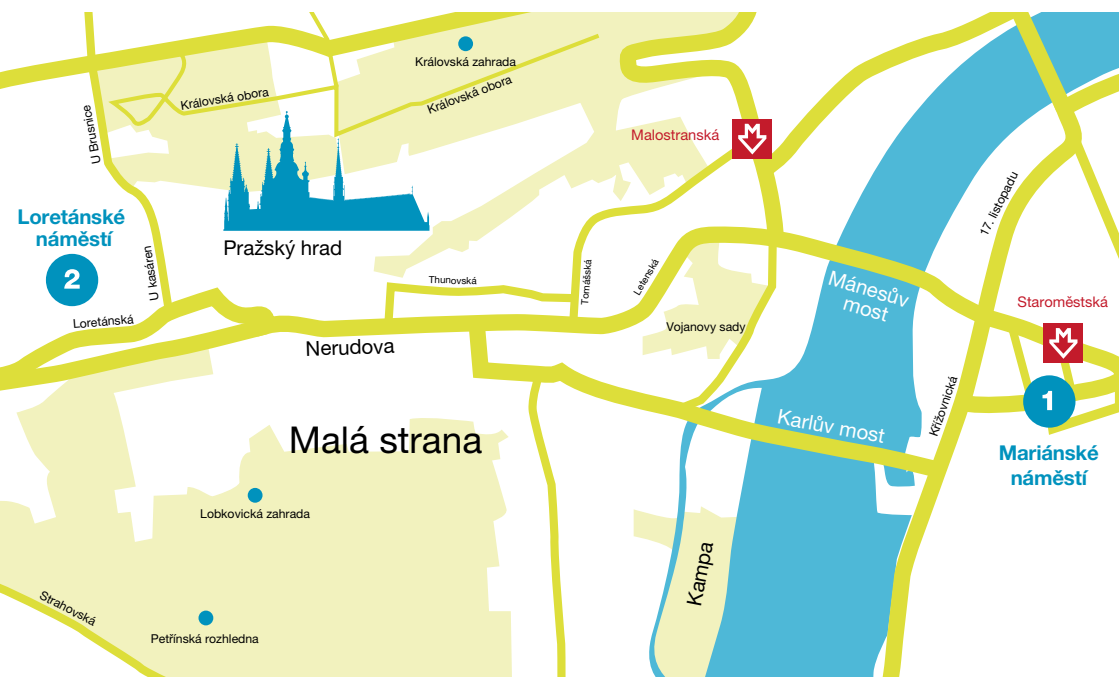 Královská zahrada
Královská obora
Královská obora
U Brusnice
Malostranská
17. listopadu
Loretánské
náměstí
2
Pražský hrad
U kasáren
Thunovská
Tomášská
Letenská
Mánesův
most
Staroměstská
Loretánská
Vojanovy sady
Nerudova
1
Křížovnická
Karlův most
Malá strana
Mariánské
náměstí
Lobkovická zahrada
Kampa
Strahovská
Petřínská rozhledna